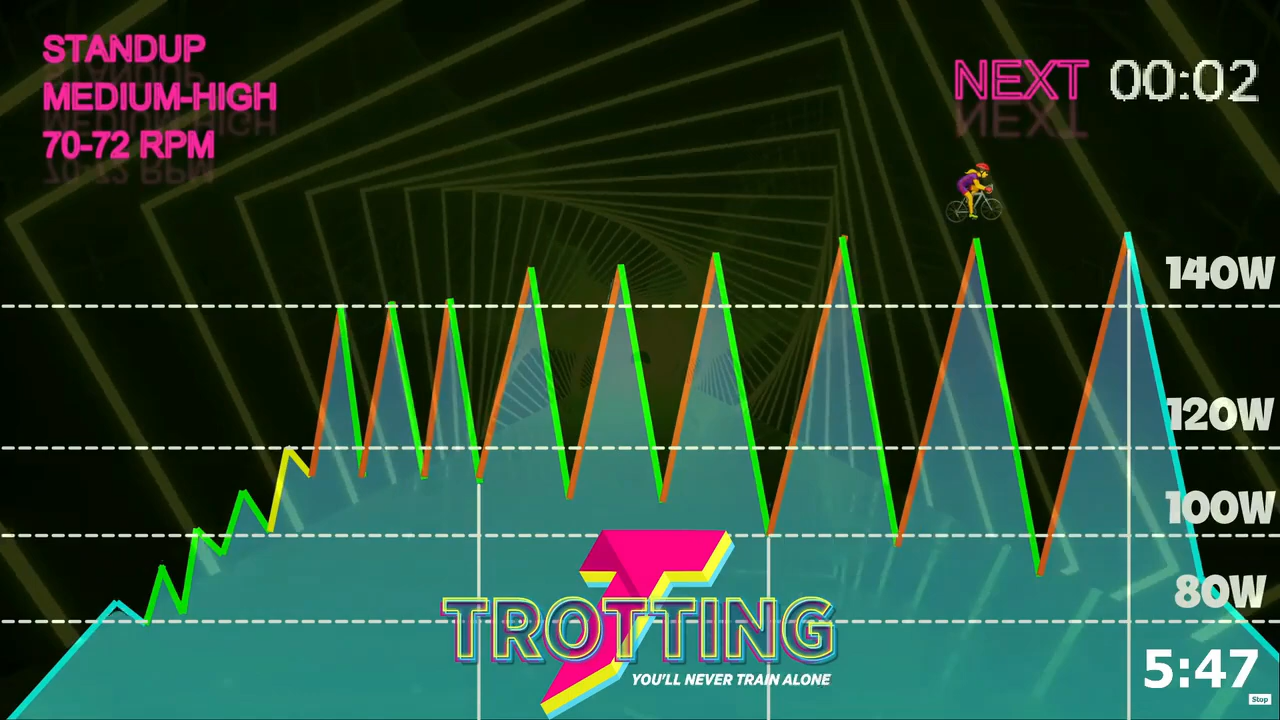 STANDUP
MEDIUM-HIGH
70-72 RPM
NEXT 00:02
140W
120W
100W
80W
TROTTING
YOU'LL NEVER TRAIN ALONE
5:47
Stop